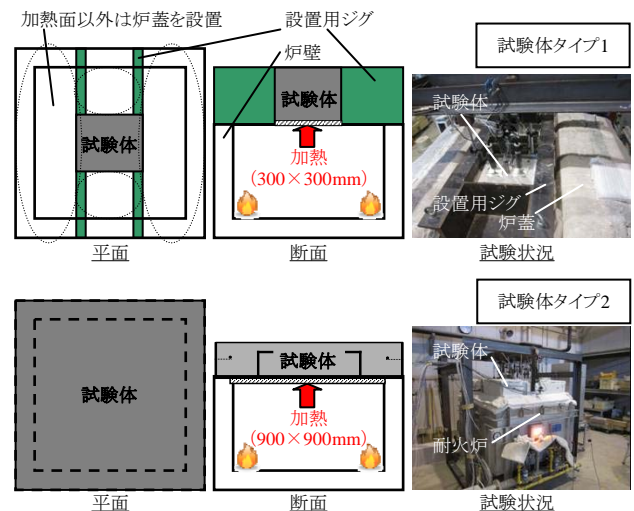 加熱面以外は炉蓋を設置
設置用ジグ
炉壁
試験体タイプ1
試験体
試験体
加熱
(300×300mm)
試験体
設置用ジグ
炉蓋
平面
断面
試験状況
試験体タイプ2
試験体
試験体
加熱
(900×900mm)
試験体
耐火炉
平面
断面
試験状況